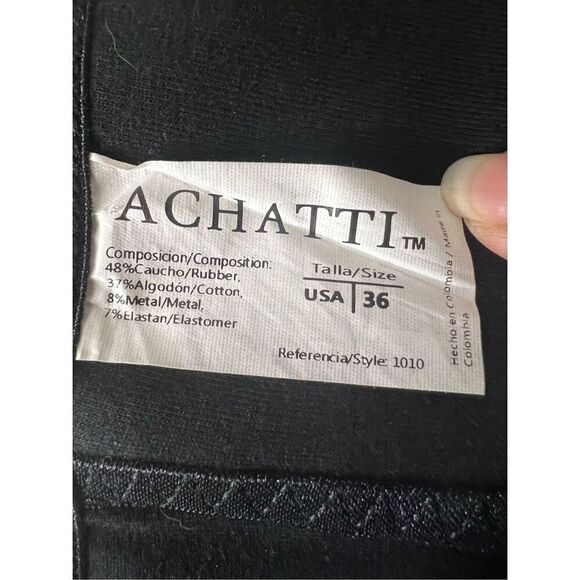 ACHATTI™
Composicion/Composition:
48%Caucho/Rubber,
37%Algodón/Cotton,
8%Metal/Metal,
7%Elastan/Elastomer
Talla/Size
USA | 36
Referencia/Style: 1010
Hecho en Colombia / Made in
Colombia